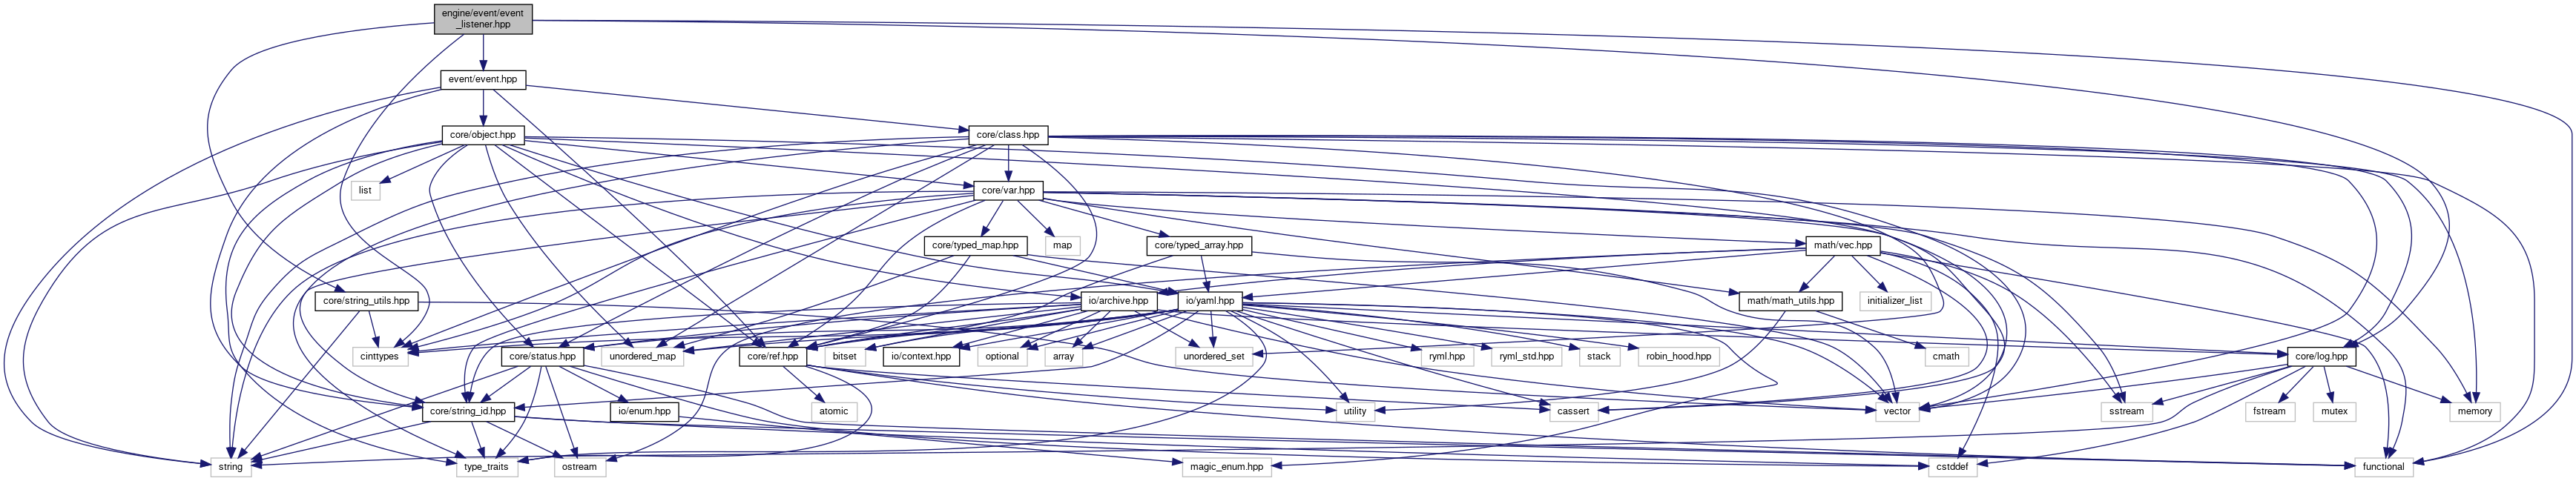 engine/event/event
_listener.hpp
event/event.hpp
core/object.hpp
core/class.hpp
list
core/var.hpp
core/typed_map.hpp
map
core/typed_array.hpp
math/vec.hpp
core/string_utils.hpp
io/archive.hpp
io/yaml.hpp
math/math_utils.hpp
initializer_list
cinttypes
core/status.hpp
unordered_map
core/ref.hpp
bitset
io/context.hpp
optional
array
unordered_set
ryml.hpp
ryml_std.hpp
stack
robin_hood.hpp
cmath
core/log.hpp
core/string_id.hpp
io/enum.hpp
atomic
utility
cassert
vector
sstream
fstream
mutex
memory
string
type_traits
ostream
magic_enum.hpp
cstddef
functional